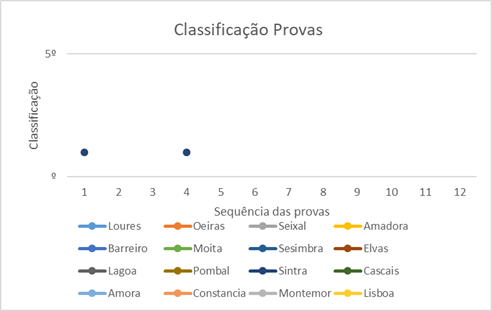 Classificação Provas
5º
Classificação
º
1 2 3 4 5 6 7 8 9 10 11 12
Sequência das provas
Loures Oeiras Seixal Amadora
Barreiro Moita Sesimbra Elvas
Lagoa Pombal Sintra Cascais
Amora Constancia Montemor Lisboa